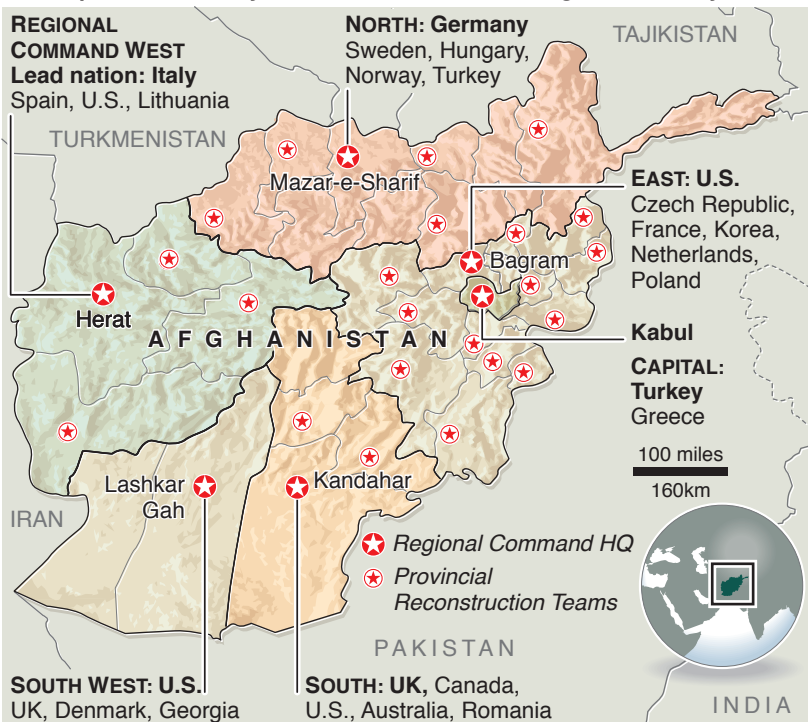 REGIONAL
COMMAND WEST
Lead nation: Italy
Spain, U.S., Lithuania
NORTH: Germany
Sweden, Hungary,
Norway, Turkey
TAJIKISTAN
TURKMENISTAN
Mazar-e-Sharif
EAST: U.S.
Czech Republic,
France, Korea,
Netherlands,
Poland
Bagram
Herat
AFGHANISTAN
Kabul
CAPITAL:
Turkey
Greece
100 miles
160km
Lashkar
Gah
Kandahar
IRAN
Regional Command HQ
Provincial
Reconstruction Teams
PAKISTAN
SOUTH WEST: U.S.
UK, Denmark, Georgia
SOUTH: UK, Canada,
U.S., Australia, Romania
INDIA